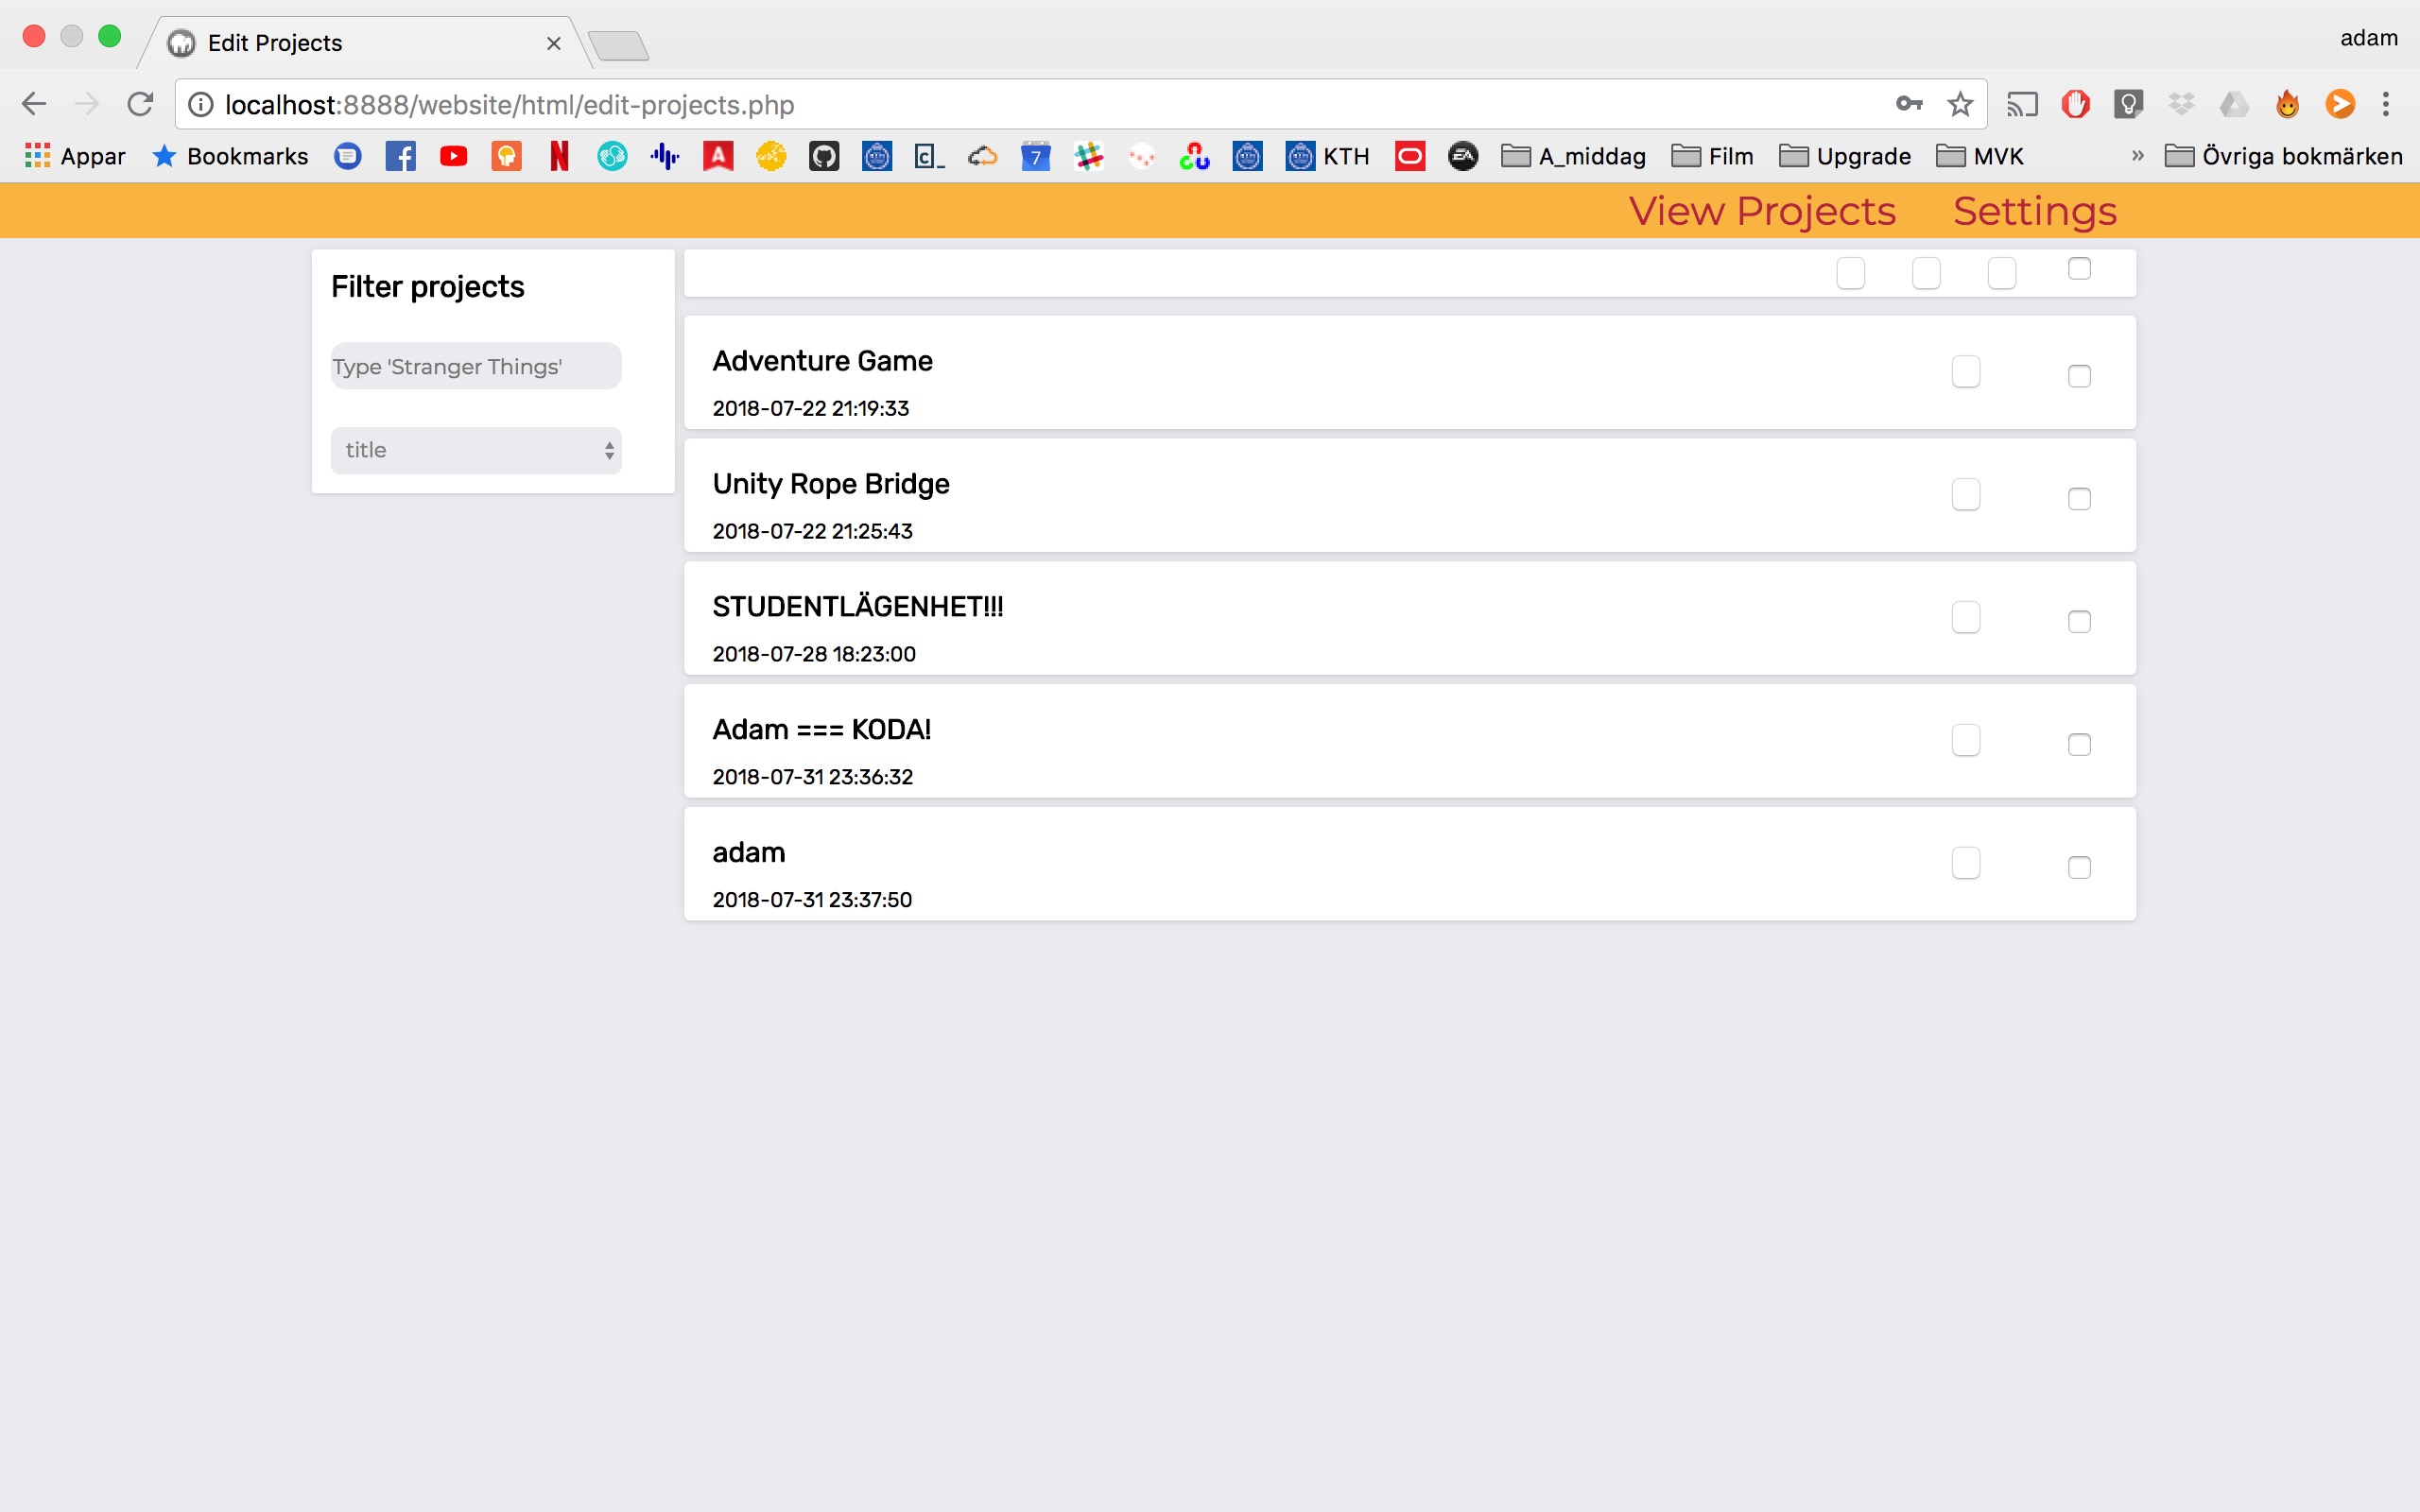 Edit Projects
adam
localhost:8888/website/html/edit-projects.php
Appar
Bookmarks
7
KTH
EA
A_middag
Film
Upgrade
MVK
»
Övriga bokmärken
View Projects
Settings
Filter projects
Type 'Stranger Things'
title
Adventure Game
2018-07-22 21:19:33
Unity Rope Bridge
2018-07-22 21:25:43
STUDENTLÄGENHET!!!
2018-07-28 18:23:00
Adam === KODA!
2018-07-31 23:36:32
adam
2018-07-31 23:37:50